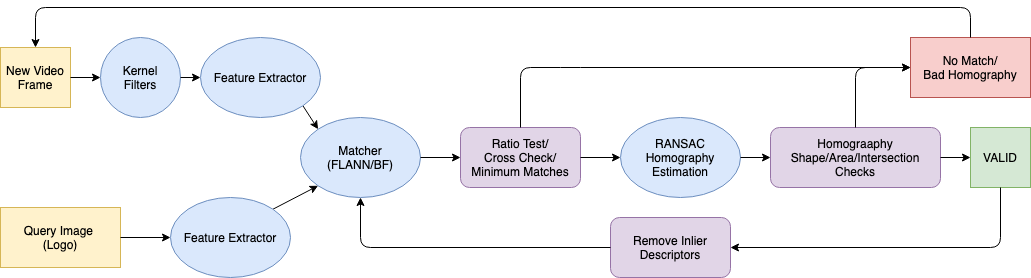 New Video
Frame
Kernel
Filters
Feature Extractor
No Match/
Bad Homography
Matcher
(FLANN/BF)
Ratio Test/
Cross Check/
Minimum Matches
RANSAC
Homography
Estimation
Homograaphy
Shape/Area/Intersection
Checks
VALID
Query Image
(Logo)
Feature Extractor
Remove Inlier
Descriptors